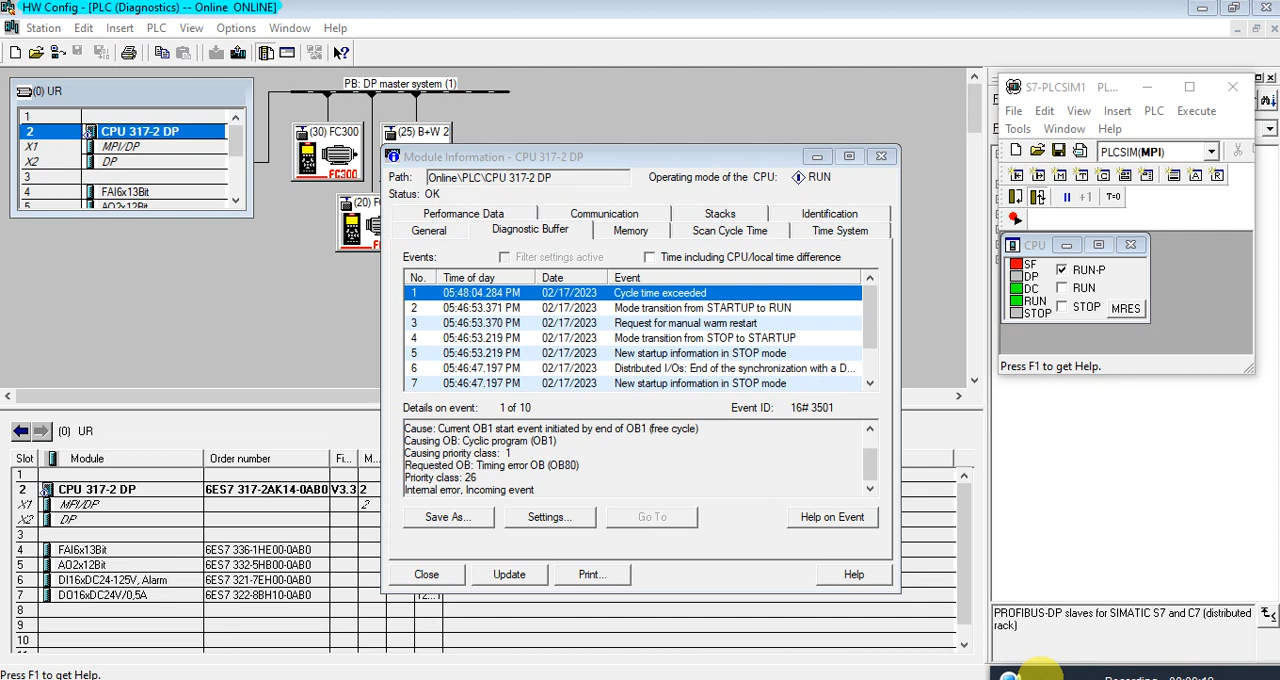 HW Config - [PLC (Diagnostics) -- Online ONLINE]
Station Edit Insert PLC View Options Window Help
(0) UR
1
2 CPU 317-2 DP
X1 MPI/DP
X2 DP
3
4 FAI6x13Bit
5 AO2x12Bit
PB: DP master system (1)
(30) FC300
FC300
(25) B+W 2
(20) F
Module Information - CPU 317-2 DP
Path: Online\PLC\CPU 317-2 DP Operating mode of the CPU: RUN
Status: OK
Performance Data Communication Stacks Identification
General Diagnostic Buffer Memory Scan Cycle Time Time System
Events: Filter settings active Time including CPU/local time difference
No. Time of day Date Event
1 05:48:04.284 PM 02/17/2023 Cycle time exceeded
2 05:46:53.371 PM 02/17/2023 Mode transition from STARTUP to RUN
3 05:46:53.370 PM 02/17/2023 Request for manual warm restart
4 05:46:53.219 PM 02/17/2023 Mode transition from STOP to STARTUP
5 05:46:53.219 PM 02/17/2023 New startup information in STOP mode
6 05:46:47.197 PM 02/17/2023 Distributed I/Os: End of the synchronization with a D...
7 05:46:47.197 PM 02/17/2023 New startup information in STOP mode
Details on event: 1 of 10 Event ID: 16# 3501
Cause: Current OB1 start event initiated by end of OB1 (free cycle)
Causing OB: Cyclic program (OB1)
Causing priority class: 1
Requested OB: Timing error OB (OB80)
Priority class: 26
Internal error, Incoming event
Save As... Settings... Go To Help on Event
Close Update Print... Help
S7-PLCSIM1 PL...
File Edit View Insert PLC Execute
Tools Window Help
PLCSIM(MPI)
+1 T=0
CPU
SF
DP
DC
RUN
STOP
RUN-P
RUN
STOP MRES
Press F1 to get Help.
(0) UR
Slot Module Order number Fi... M...
1
2 CPU 317-2 DP 6ES7 317-2AK14-0AB0 V3.3 2
X1 MPI/DP 2
X2 DP
3
4 FAI6x13Bit 6ES7 336-1HE00-0AB0
5 AO2x12Bit 6ES7 332-5HB01-0AB0
6 DI16xDC24-125V, Alarm 6ES7 321-7EH00-0AB0
7 DO16xDC24V/0,5A 6ES7 322-8BH10-0AB0 12...1
8
9
10
PROFIBUS-DP slaves for SIMATIC S7 and C7 (distributed
rack)
Press F1 to get Help.